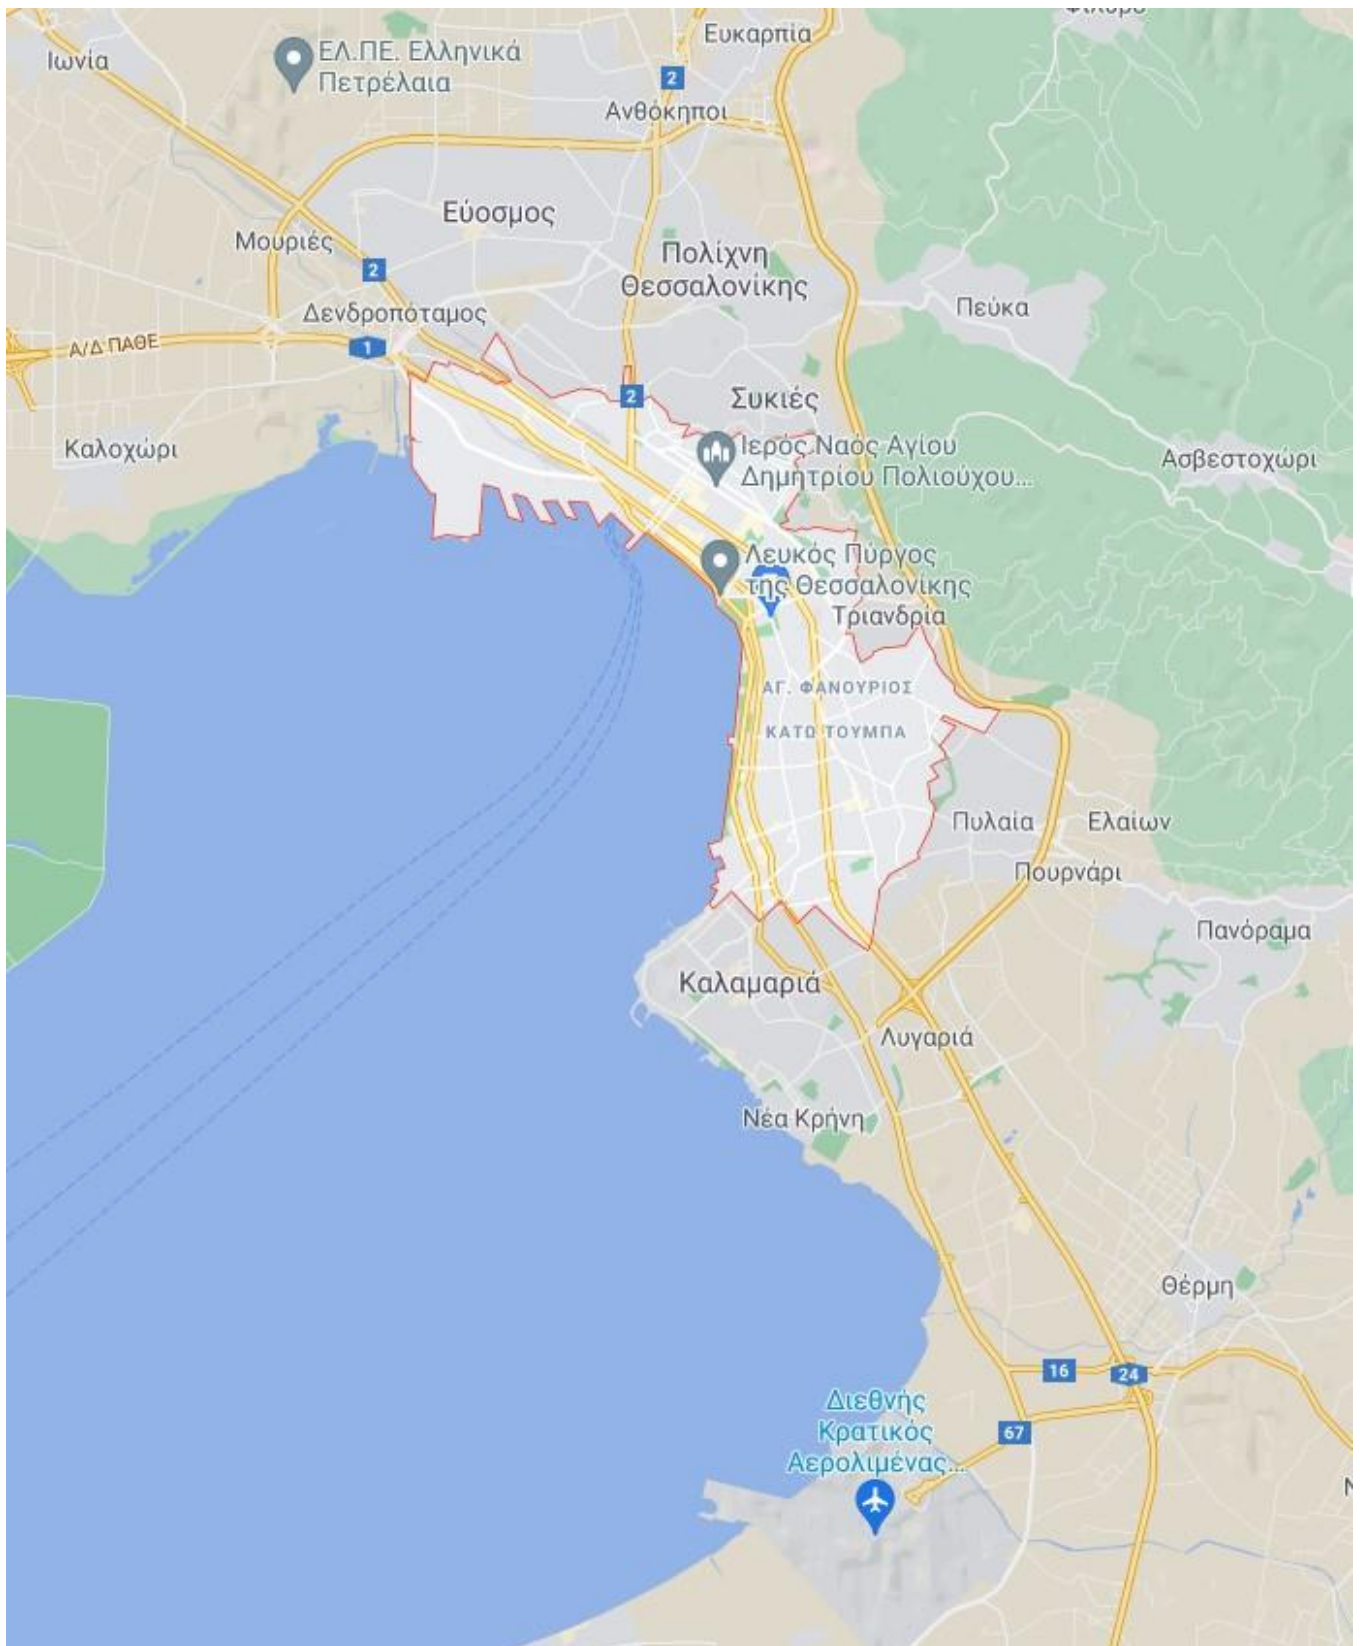 Ιωνία
ΕΛ.ΠΕ. Ελληνικά
Πετρέλαια
Ευκαρπία
2
Ανθόκηποι
Εύοσμος
Μουριές
2
Πολίχνη
Θεσσαλονίκης
Πεύκα
Δενδροπόταμος
Α/Δ ΠΑΘΕ
1
2
Συκιές
Καλοχώρι
Ιερός Ναός Αγίου
Δημητρίου Πολιούχου...
Ασβεστοχώρι
Λευκός Πύργος
της Θεσσαλονίκης
Τριανδρία
ΑΓ. ΦΑΝΟΥΡΙΟΣ
ΚΑΤΩ ΤΟΥΜΠΑ
Πυλαία
Ελαίων
Πουρνάρι
Πανόραμα
Καλαμαριά
Λυγαριά
Νέα Κρήνη
Θέρμη
16
24
67
Διεθνής
Κρατικός
Αερολιμένας...